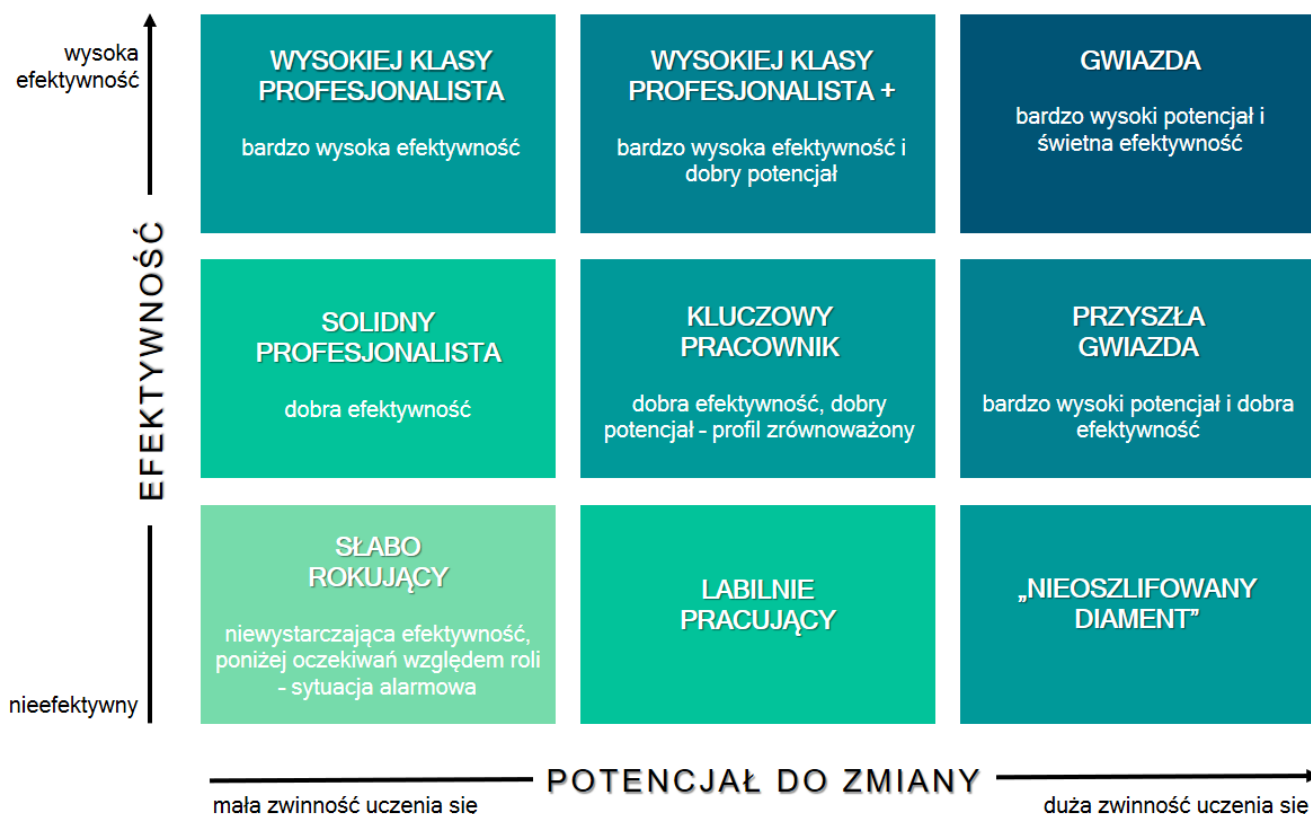 wysoka
efektywność
EFEKTYWNOŚĆ
nieefektywny
WYSOKIEJ KLASY
PROFESJONALISTA
bardzo wysoka efektywność
WYSOKIEJ KLASY
PROFESJONALISTA +
bardzo wysoka efektywność i
dobry potencjał
GWIAZDA
bardzo wysoki potencjał i
świetna efektywność
SOLIDNY
PROFESJONALISTA
dobra efektywność
KLUCZOWY
PRACOWNIK
dobra efektywność, dobry
potencjał - profil zrównoważony
PRZYSZŁA
GWIAZDA
bardzo wysoki potencjał i dobra
efektywność
SŁABO
ROKUJĄCY
niewystarczająca efektywność,
poniżej oczekiwań względem roli
- sytuacja alarmowa
LABILNIE
PRACUJĄCY
„NIEOSZLIFOWANY
DIAMENT”
POTENCJAŁ DO ZMIANY
mała zwinność uczenia się
duża zwinność uczenia się